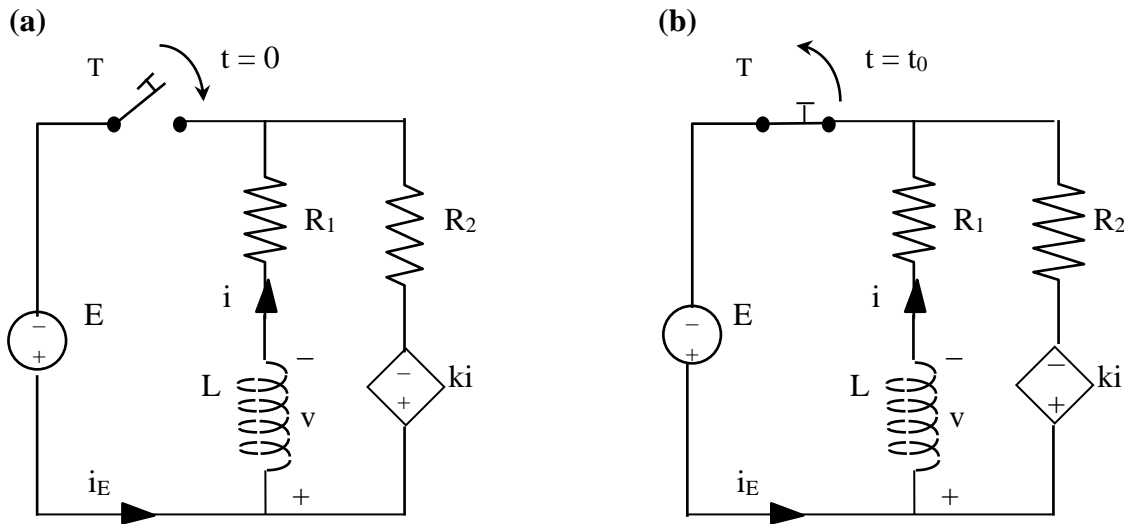 (a)
T
t = 0
R₁
R₂
i
−
+
E
L
−
v
−
+
ki
iE
+
(b)
T
t = t₀
R₁
R₂
i
−
+
E
L
−
v
−
+
ki
iE
+